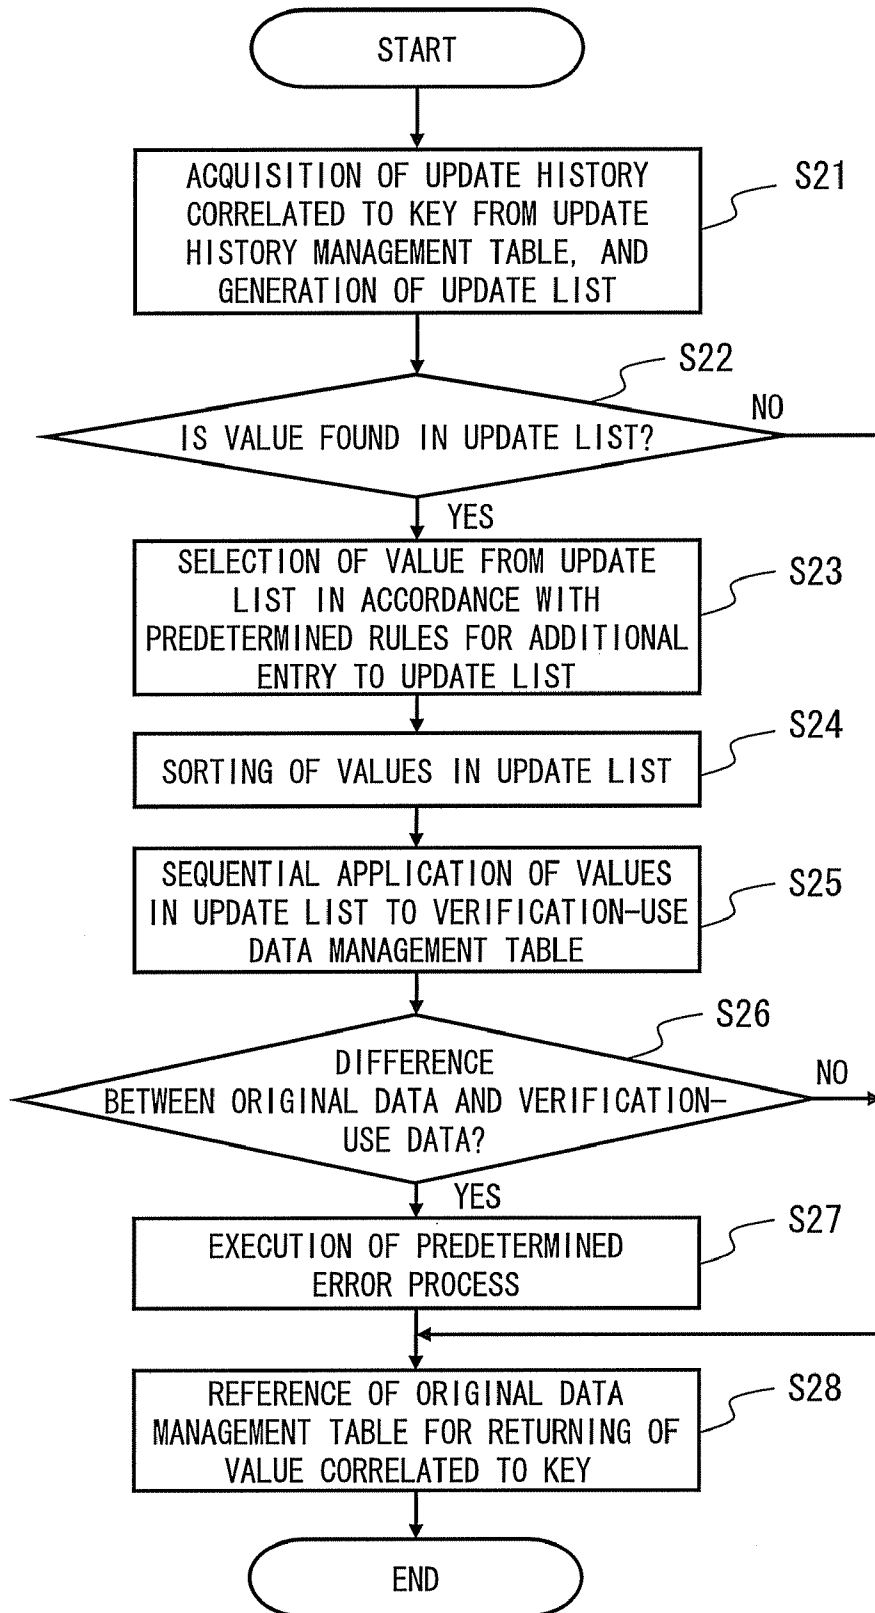 START
ACQUISITION OF UPDATE HISTORY
CORRELATED TO KEY FROM UPDATE
HISTORY MANAGEMENT TABLE, AND
GENERATION OF UPDATE LIST
S21
S22
NO
IS VALUE FOUND IN UPDATE LIST?
YES
SELECTION OF VALUE FROM UPDATE
LIST IN ACCORDANCE WITH
PREDETERMINED RULES FOR ADDITIONAL
ENTRY TO UPDATE LIST
S23
S24
SORTING OF VALUES IN UPDATE LIST
SEQUENTIAL APPLICATION OF VALUES
IN UPDATE LIST TO VERIFICATION-USE
DATA MANAGEMENT TABLE
S25
S26
DIFFERENCE
BETWEEN ORIGINAL DATA AND VERIFICATION-
USE DATA?
NO
YES
S27
EXECUTION OF PREDETERMINED
ERROR PROCESS
REFERENCE OF ORIGINAL DATA
MANAGEMENT TABLE FOR RETURNING OF
VALUE CORRELATED TO KEY
S28
END